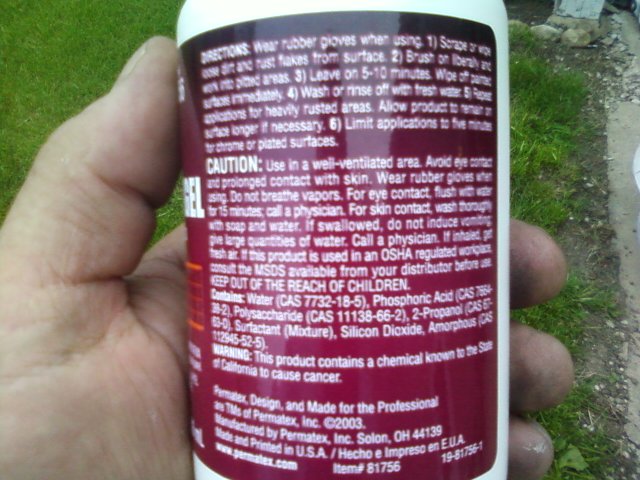 DIRECTIONS: Wear rubber gloves when using. 1) Scrape or wipe
loose dirt and rust flakes from surface. 2) Brush on liberally and
work into pitted areas. 3) Leave on 5-10 minutes. Wipe off painted
surfaces immediately. 4) Wash or rinse off with fresh water. 5) Repeat
applications for heavily rusted areas. Allow product to remain on
surface longer if necessary. 6) Limit applications to five minutes
for chrome or plated surfaces.
CAUTION: Use in a well-ventilated area. Avoid eye contact
and prolonged contact with skin. Wear rubber gloves when
using. Do not breathe vapors. For eye contact, flush with water
for 15 minutes; call a physician. For skin contact, wash thoroughly
with soap and water. If swallowed, do not induce vomiting,
give large quantities of water. Call a physician. If inhaled, get
fresh air. If this product is used in an OSHA regulated workplace,
consult the MSDS available from your distributor before use.
KEEP OUT OF THE REACH OF CHILDREN.
Contains: Water (CAS 7732-18-5), Phosphoric Acid (CAS 7664-
38-2), Polysaccharide (CAS 11138-66-2), 2-Propanol (CAS 67-
63-0), Surfactant (Mixture), Silicon Dioxide, Amorphous (CAS
112945-52-5).
WARNING: This product contains a chemical known to the State
of California to cause cancer.
Permatex, Design, and Made for the Professional
are TMs of Permatex, Inc. ©2003.
Manufactured by Permatex, Inc. Solon, OH 44139
Made and Printed in U.S.A. / Hecho e Impreso en E.U.A.
www.permatex.com Item# 81756 19-81756-1
GEL